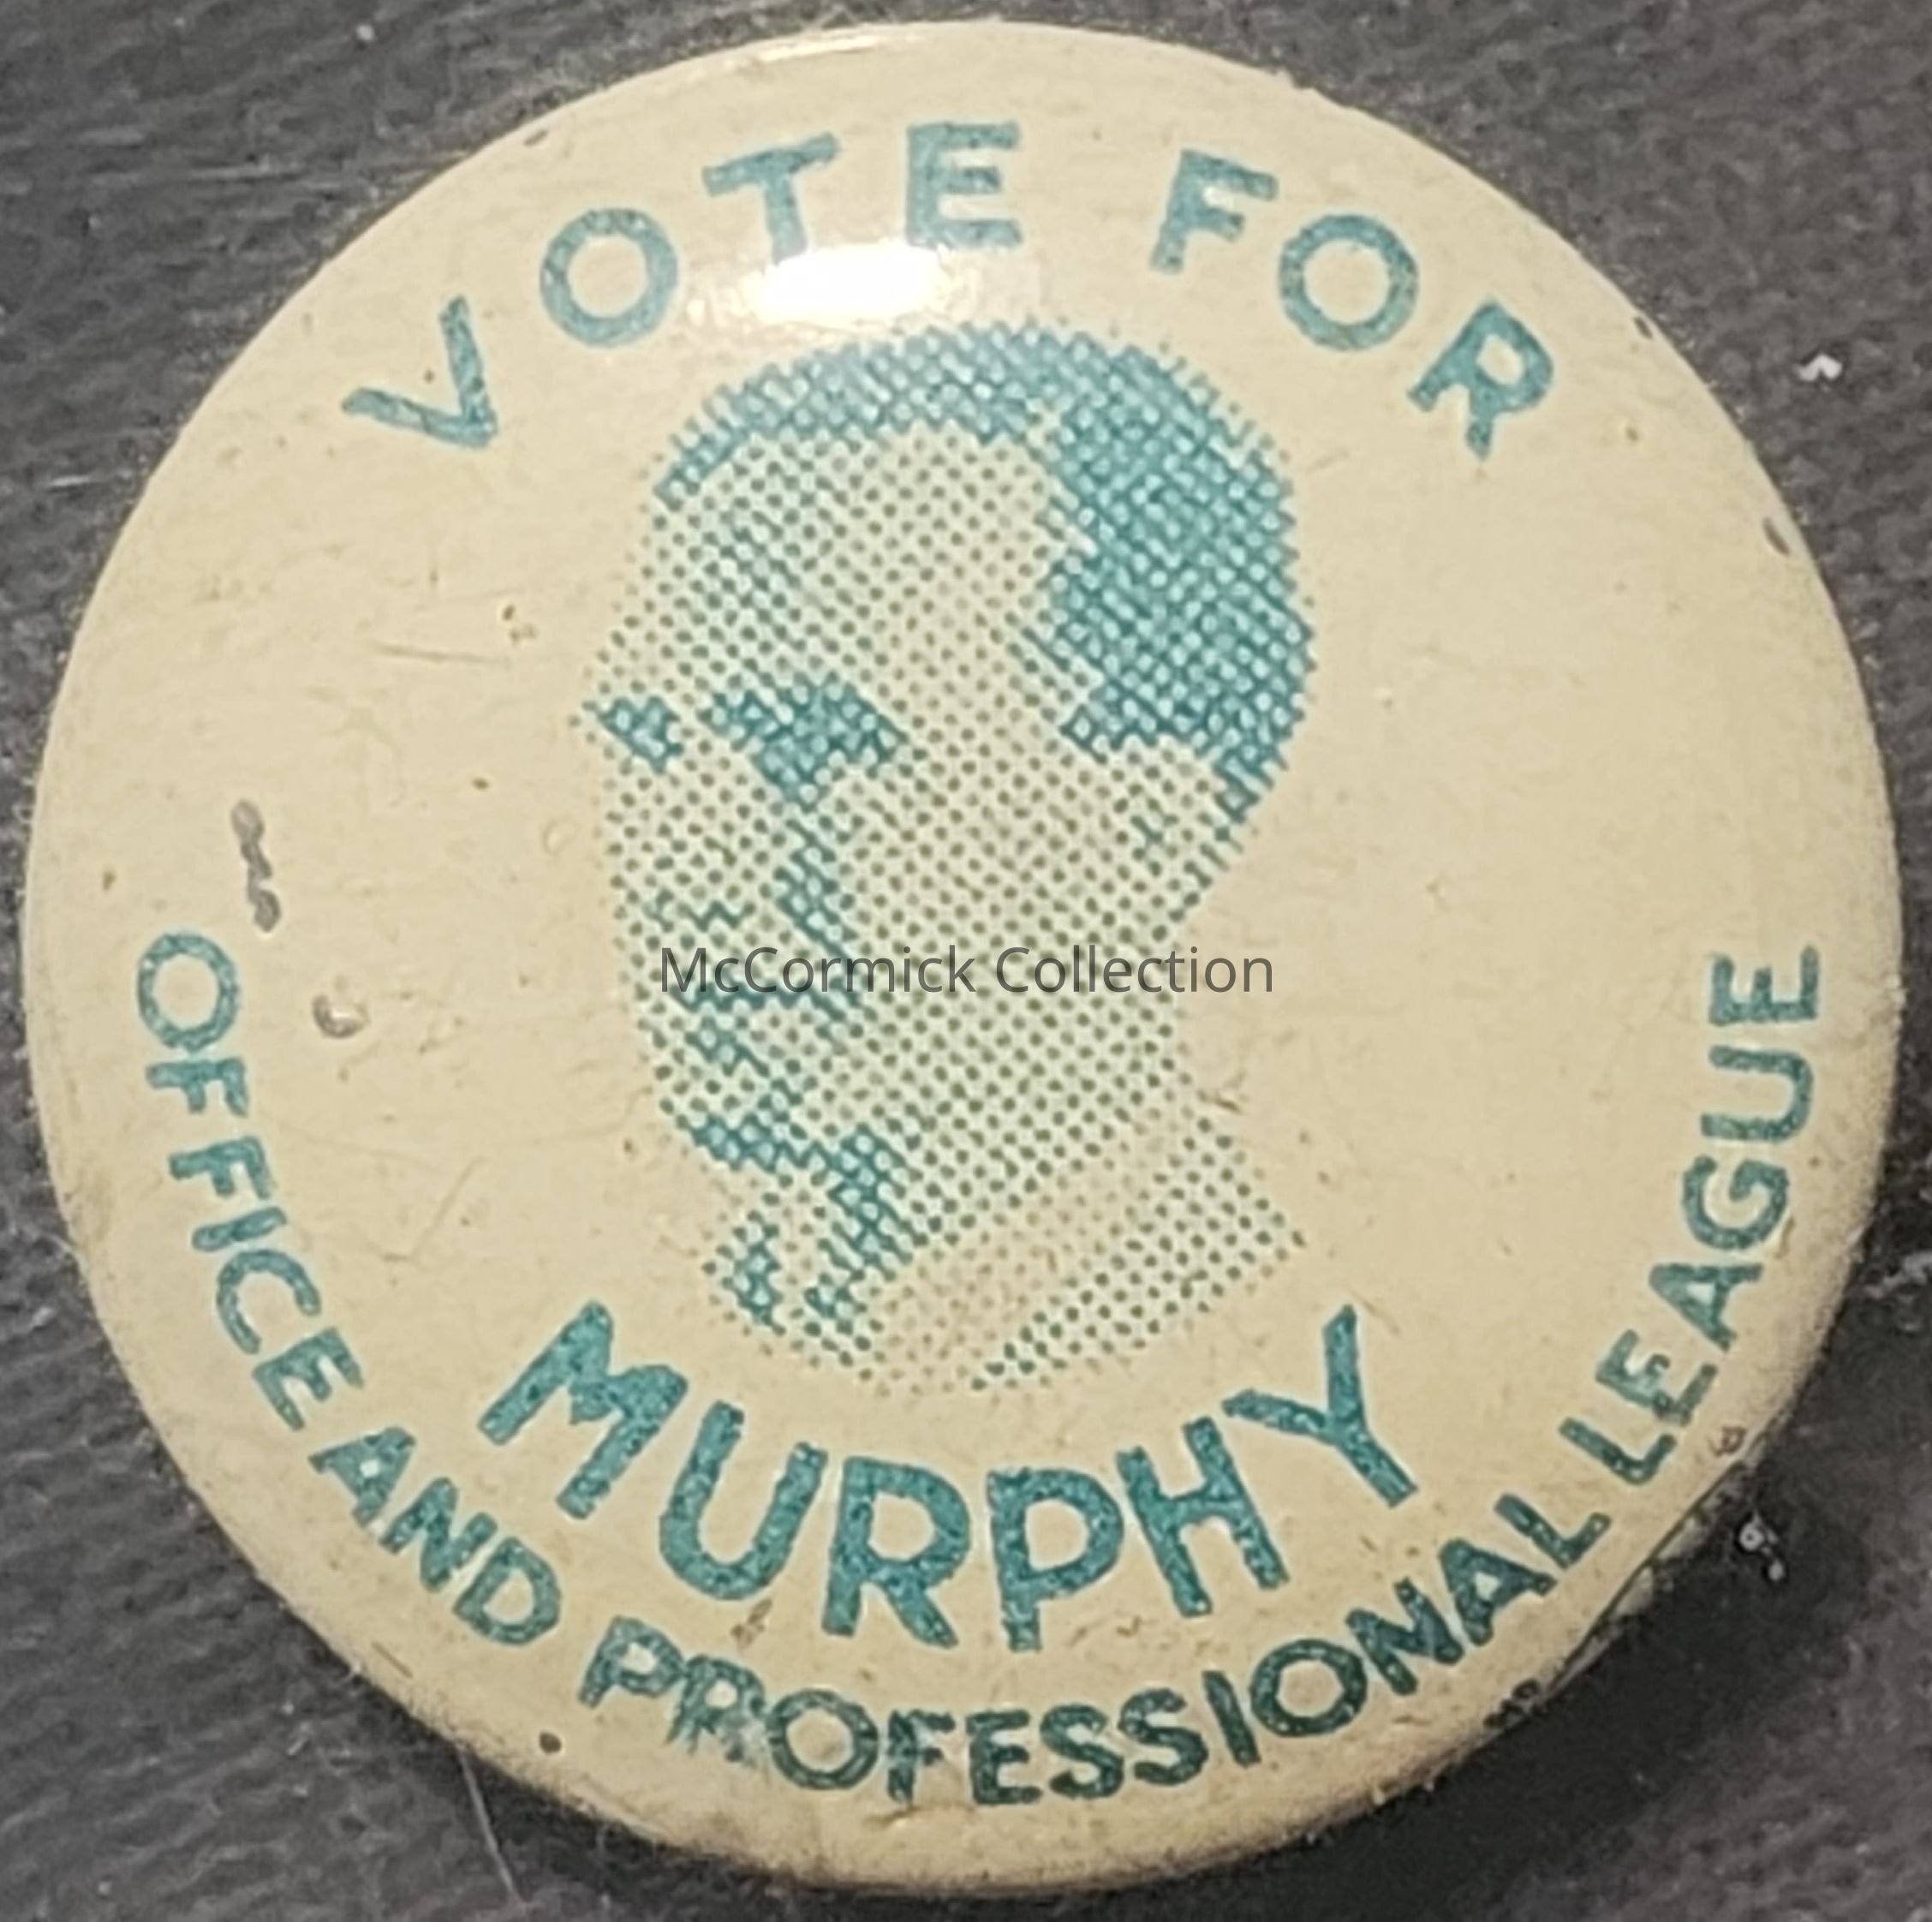 VOTE FOR
McCormick Collection
MURPHY
OFFICE AND PROFESSIONAL LEAGUE